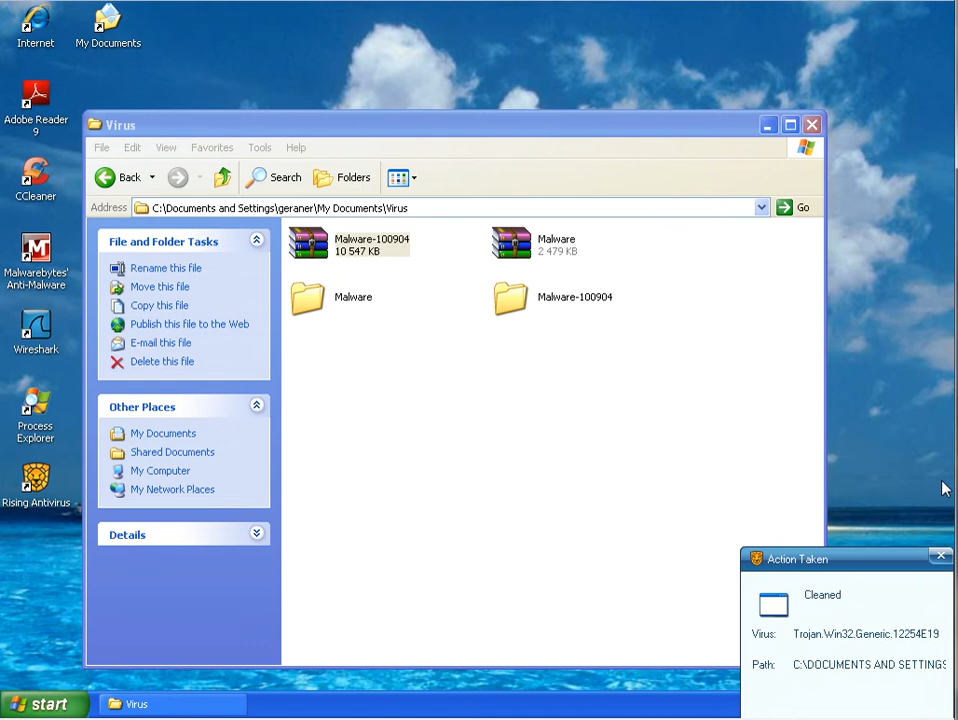 Internet
My Documents
Adobe Reader
9
CCleaner
Malwarebytes'
Anti-Malware
Wireshark
Process
Explorer
Rising Antivirus
Virus
File Edit View Favorites Tools Help
Back Search Folders
Address C:\Documents and Settings\geraner\My Documents\Virus Go
File and Folder Tasks
Rename this file
Move this file
Copy this file
Publish this file to the Web
E-mail this file
Delete this file
Other Places
My Documents
Shared Documents
My Computer
My Network Places
Details
Malware-100904
10 547 KB
Malware
2 479 KB
Malware
Malware-100904
Action Taken
Cleaned
Virus: Trojan.Win32.Generic.12254E19
Path: C:\DOCUMENTS AND SETTINGS
start Virus